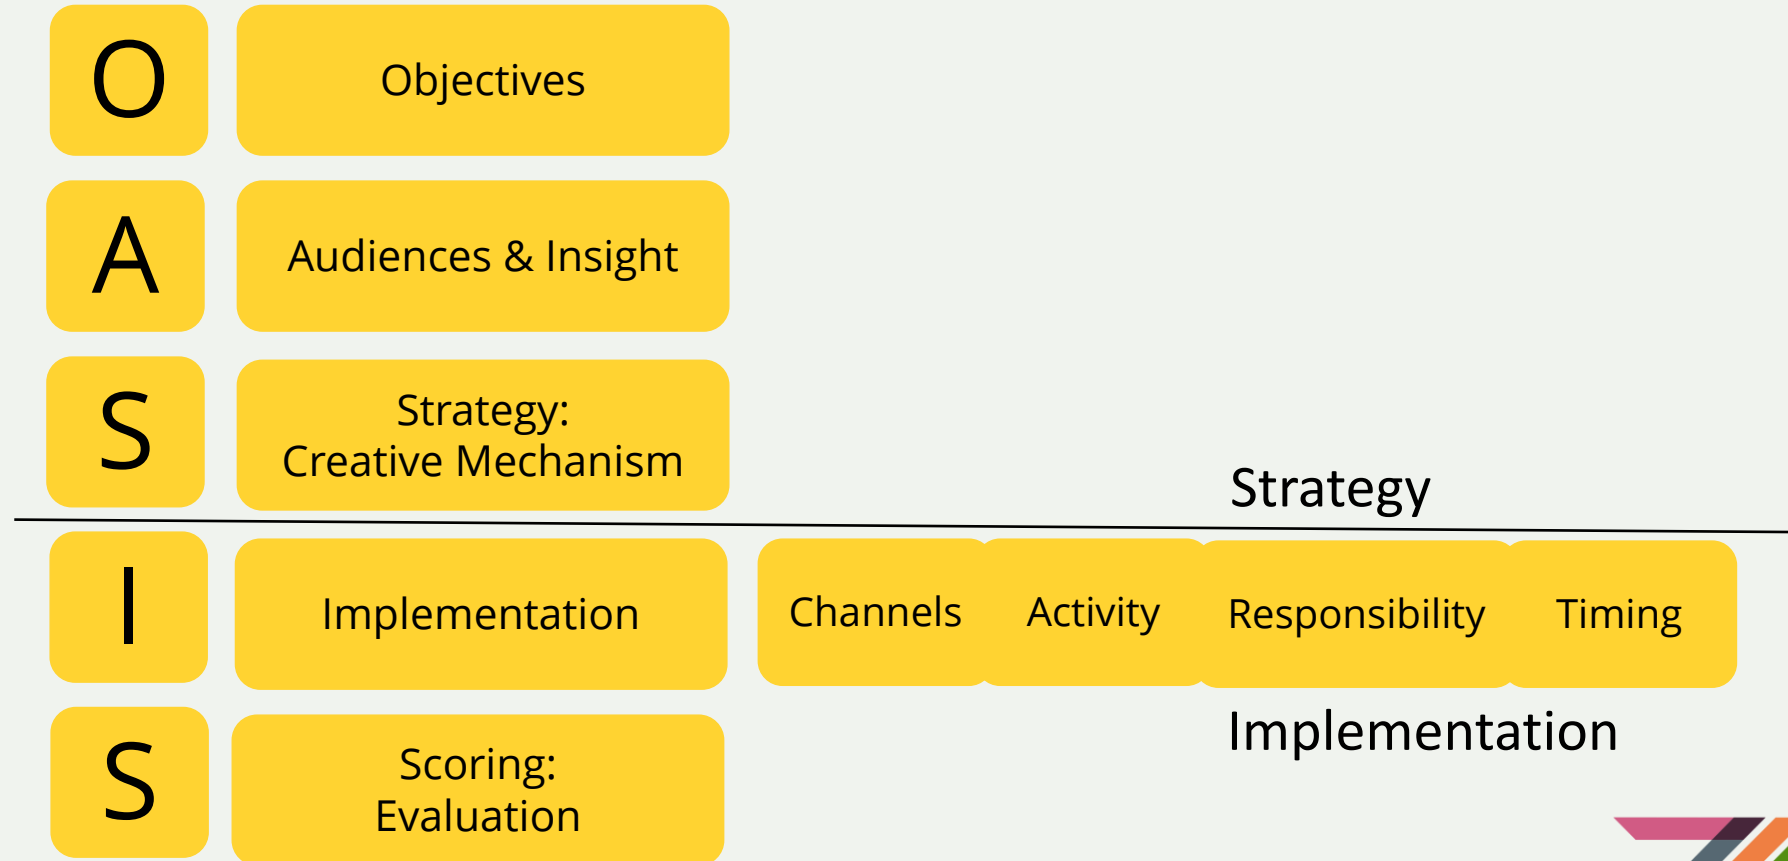 O
Objectives
A
Audiences & Insight
S
Strategy:
Creative Mechanism
Strategy
I
Implementation
Channels
Activity
Responsibility
Timing
Implementation
S
Scoring:
Evaluation